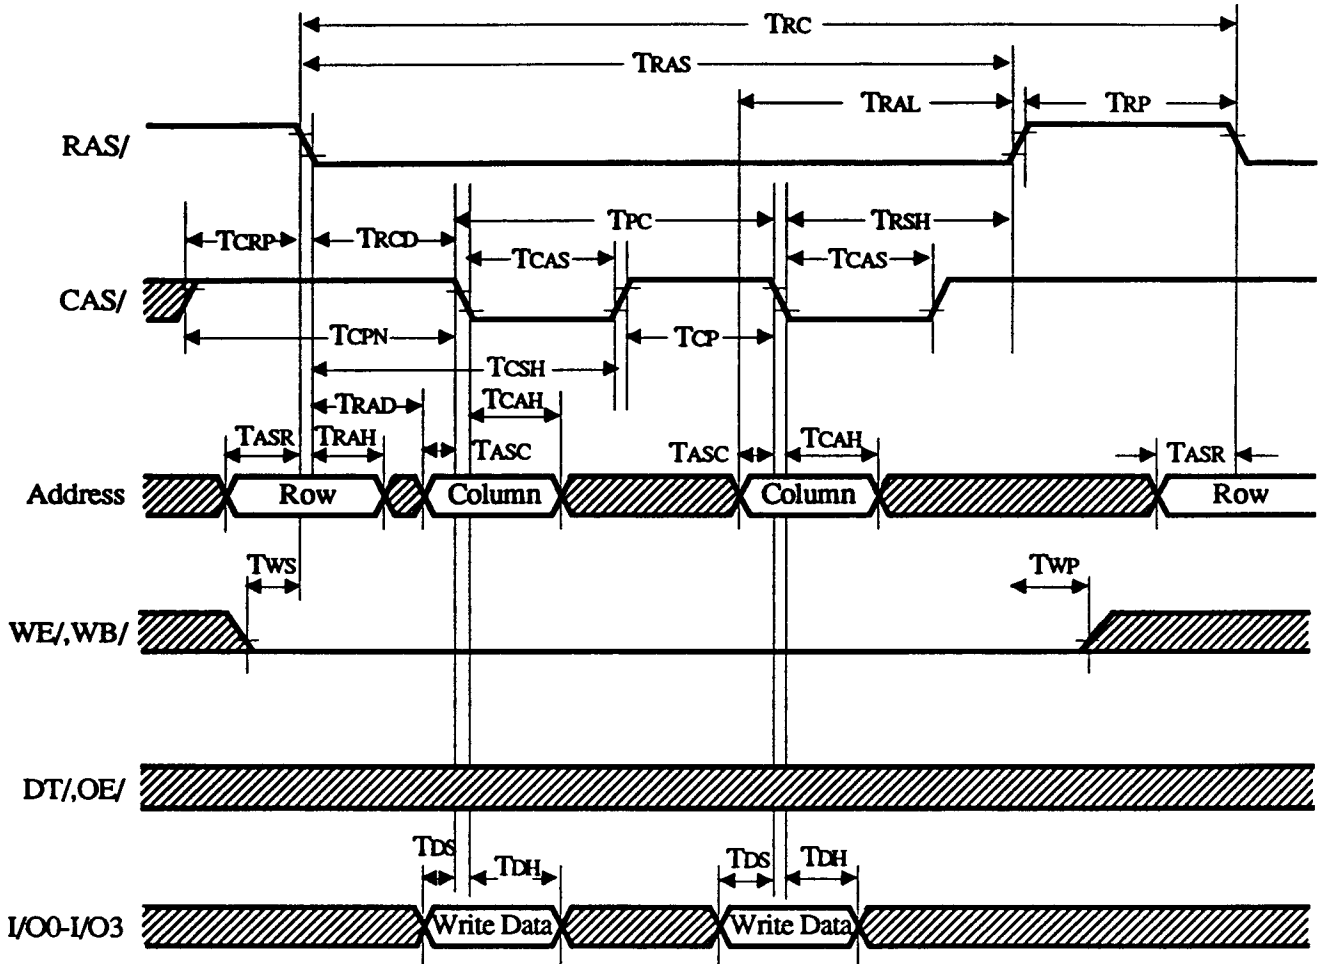 TRC
TRAS
TRAL
TRP
RAS/
TPC
TRSH
TCRP
TRCD
TCAS
TCAS
CAS/
TCPN
TCP
TCSH
TRAD
TCAH
TASR
TRAH
TASC
TASC
TCAH
TASR
Address
Row
Column
Column
Row
TWS
TWP
WE/,WB/
DT/,OE/
TDS
TDH
TDS
TDH
I/O0-I/O3
Write Data
Write Data